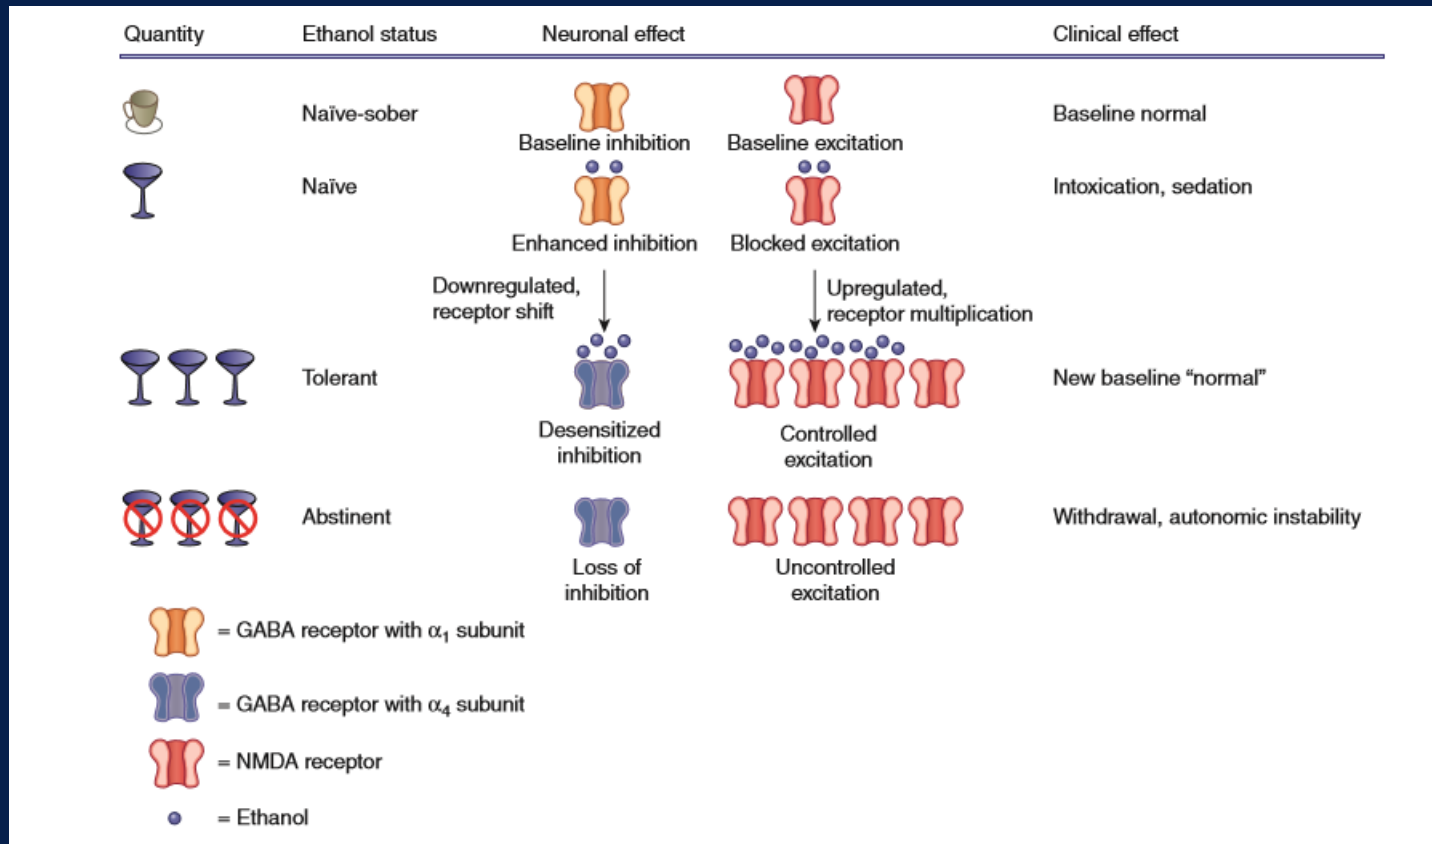 Quantity Ethanol status Neuronal effect Clinical effect
Naïve-sober Baseline normal
Baseline inhibition Baseline excitation
Naïve Intoxication, sedation
Enhanced inhibition Blocked excitation
Downregulated,
receptor shift
Upregulated,
receptor multiplication
Tolerant New baseline “normal”
Desensitized
inhibition
Controlled
excitation
Abstinent Withdrawal, autonomic instability
Loss of
inhibition
Uncontrolled
excitation
= GABA receptor with α₁ subunit
= GABA receptor with α₄ subunit
= NMDA receptor
= Ethanol